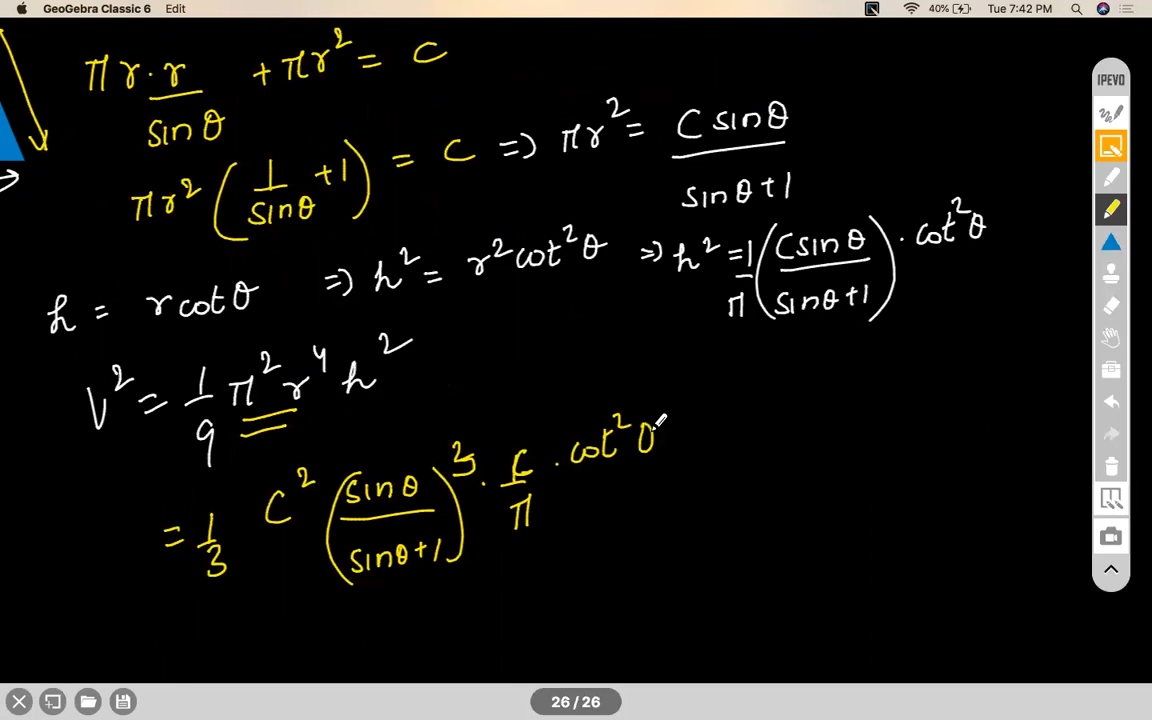 GeoGebra Classic 6 Edit 40% Tue 7:42 PM
πr · r/sinθ + πr² = C
IPEVO
πr² (1/sinθ + 1) = C ⇒ πr² = C sinθ / sinθ+1
h = r cotθ ⇒ h² = r² cot²θ ⇒ h² = 1/π (C sinθ / sinθ+1) · cot²θ
V² = 1/9 π² r⁴ h²
= 1/3 C² (sinθ / sinθ+1)³ · C/π · cot²θ
26 / 26